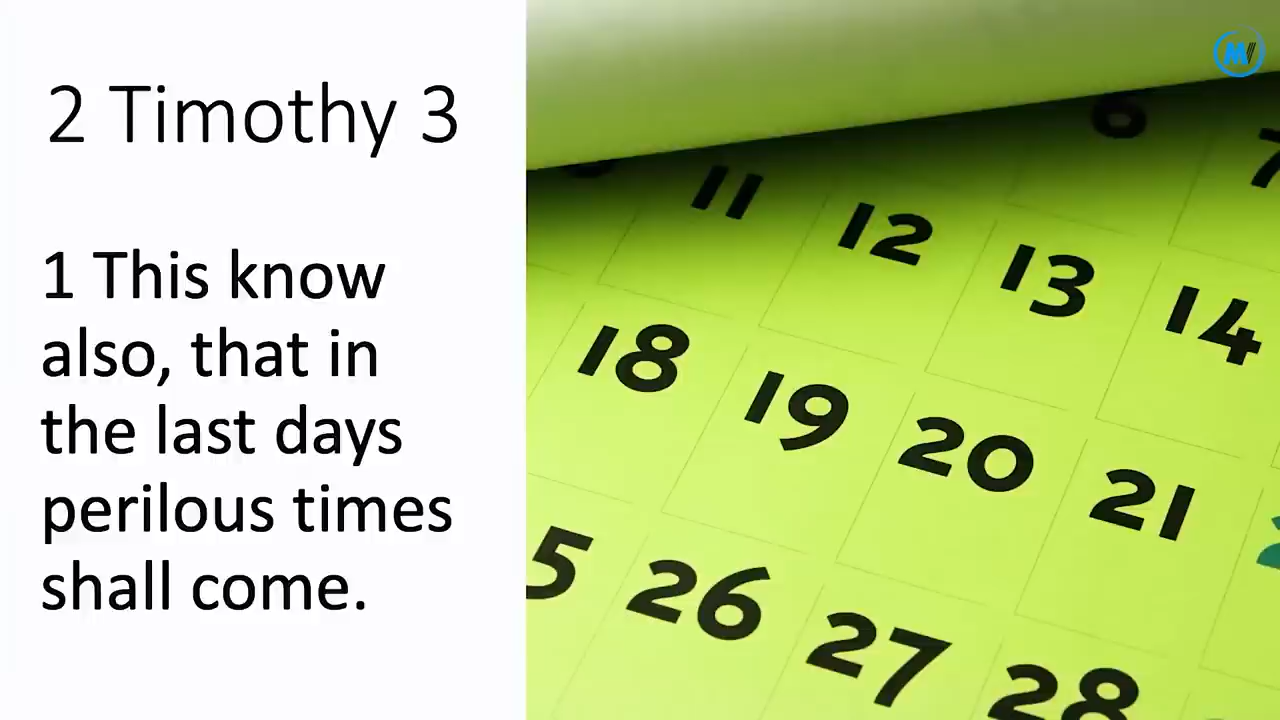 2 Timothy 3
1 This know
also, that in
the last days
perilous times
shall come.
6
7
11
12
13
14
18
19
20
21
5
26
27
28
M